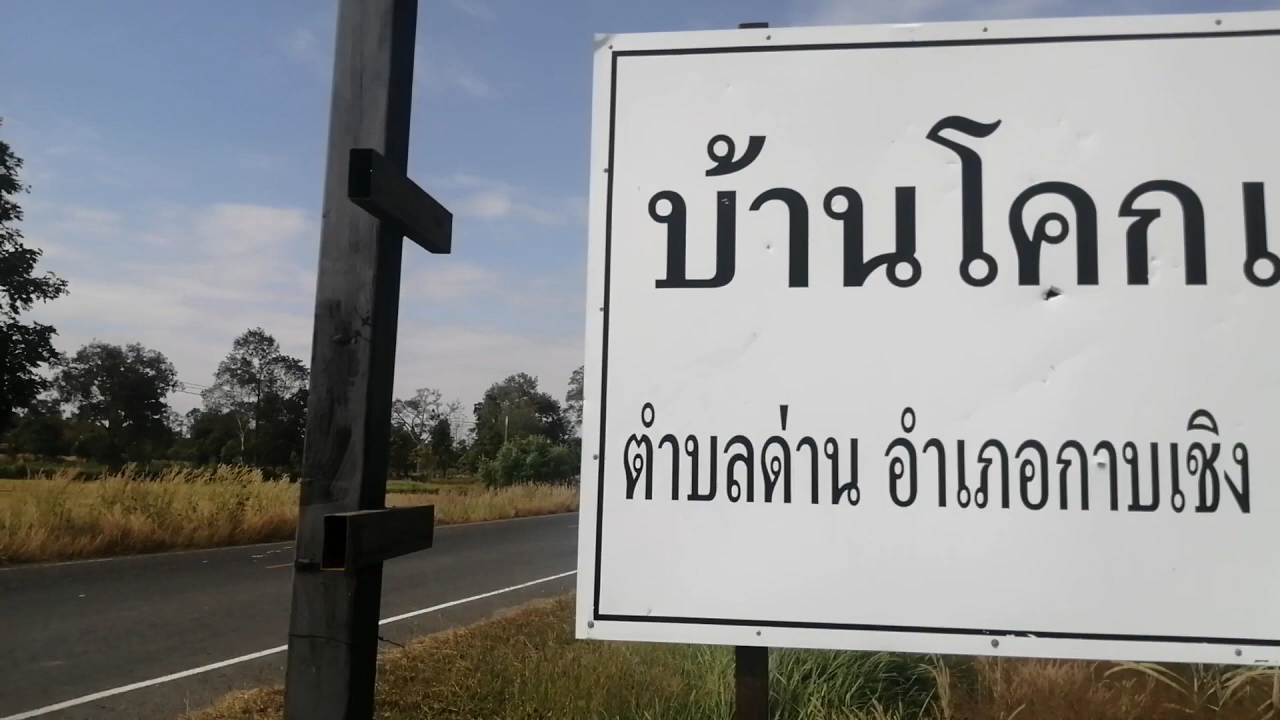 บ้านโคกเ
ตำบลด่าน อำเภอกาบเชิง